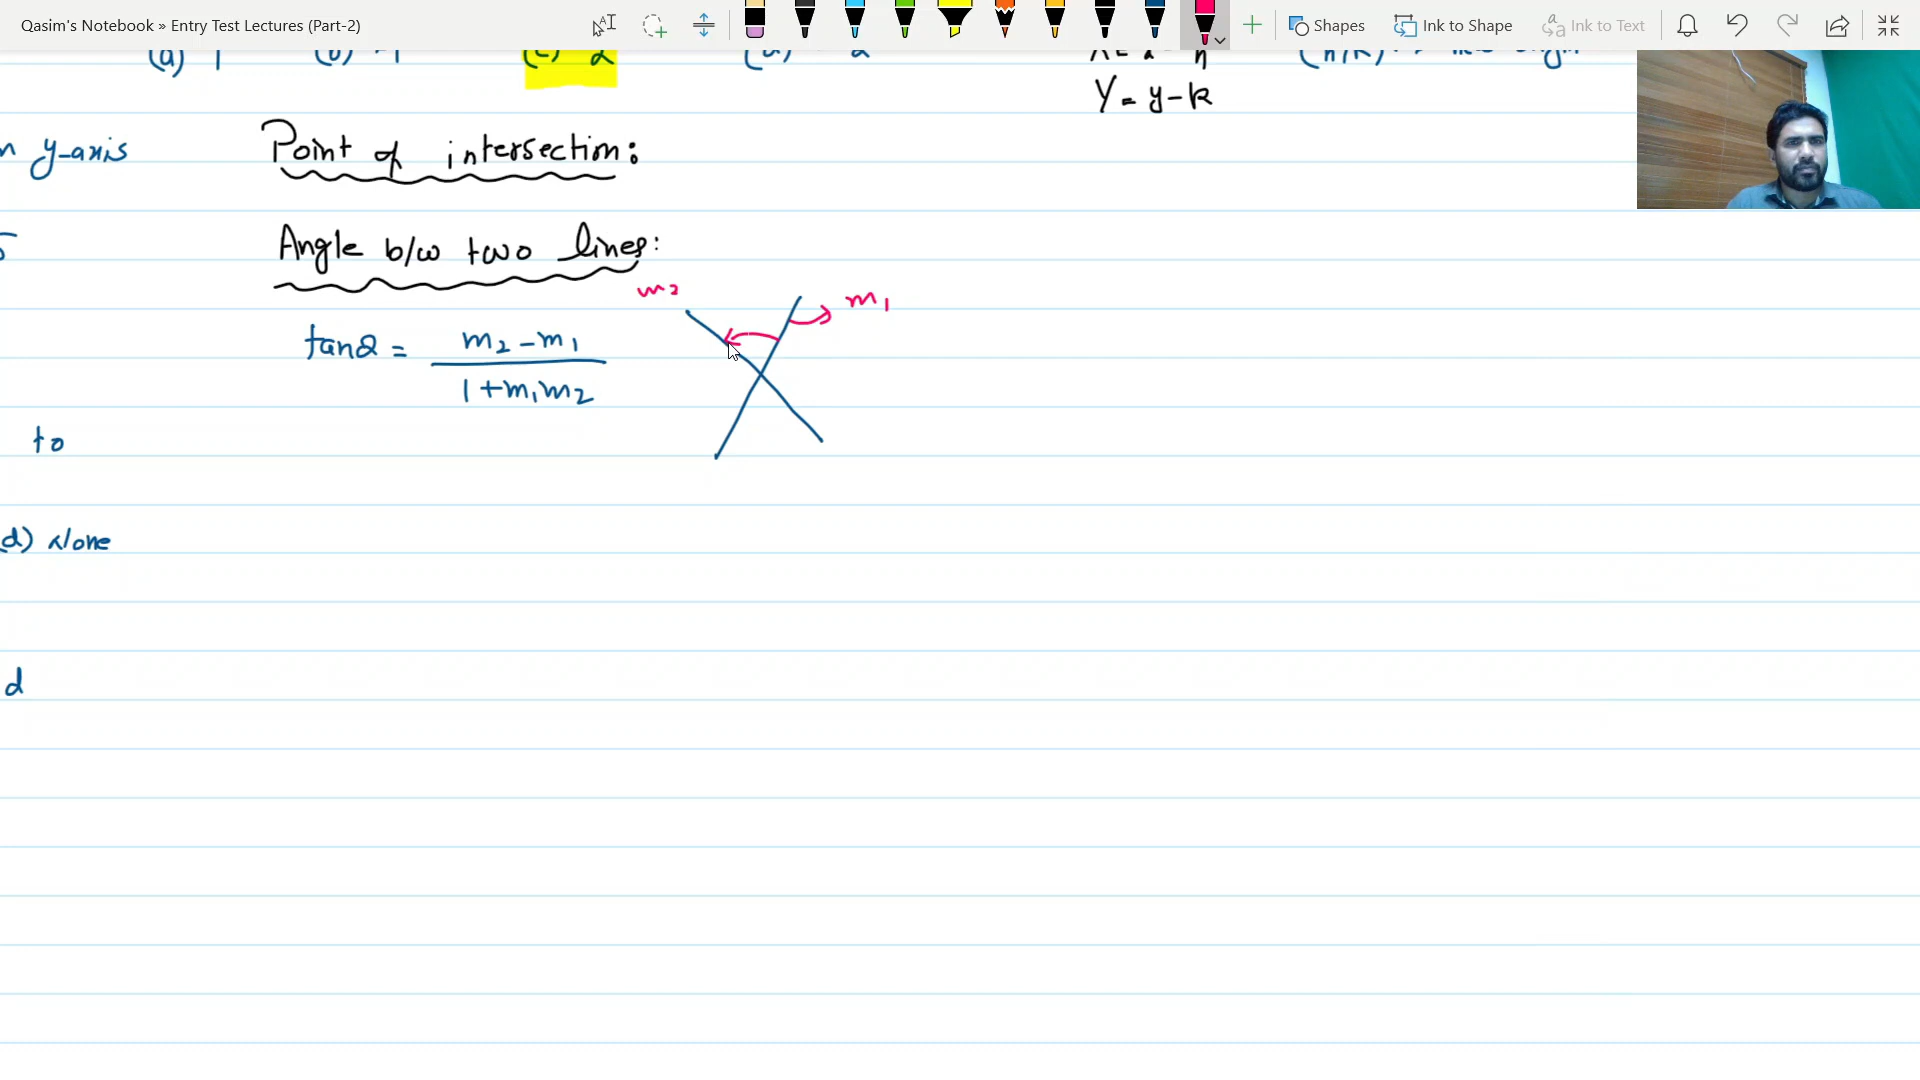 Qasim's Notebook » Entry Test Lectures (Part-2)
Shapes
Ink to Shape
Ink to Text
(a) 1
Y = y - k
y-axis
Point of intersection:
Angle b/w two lines:
m₂
m₁
tanθ = m₂ - m₁
1 + m₁m₂
to
(d) None
d